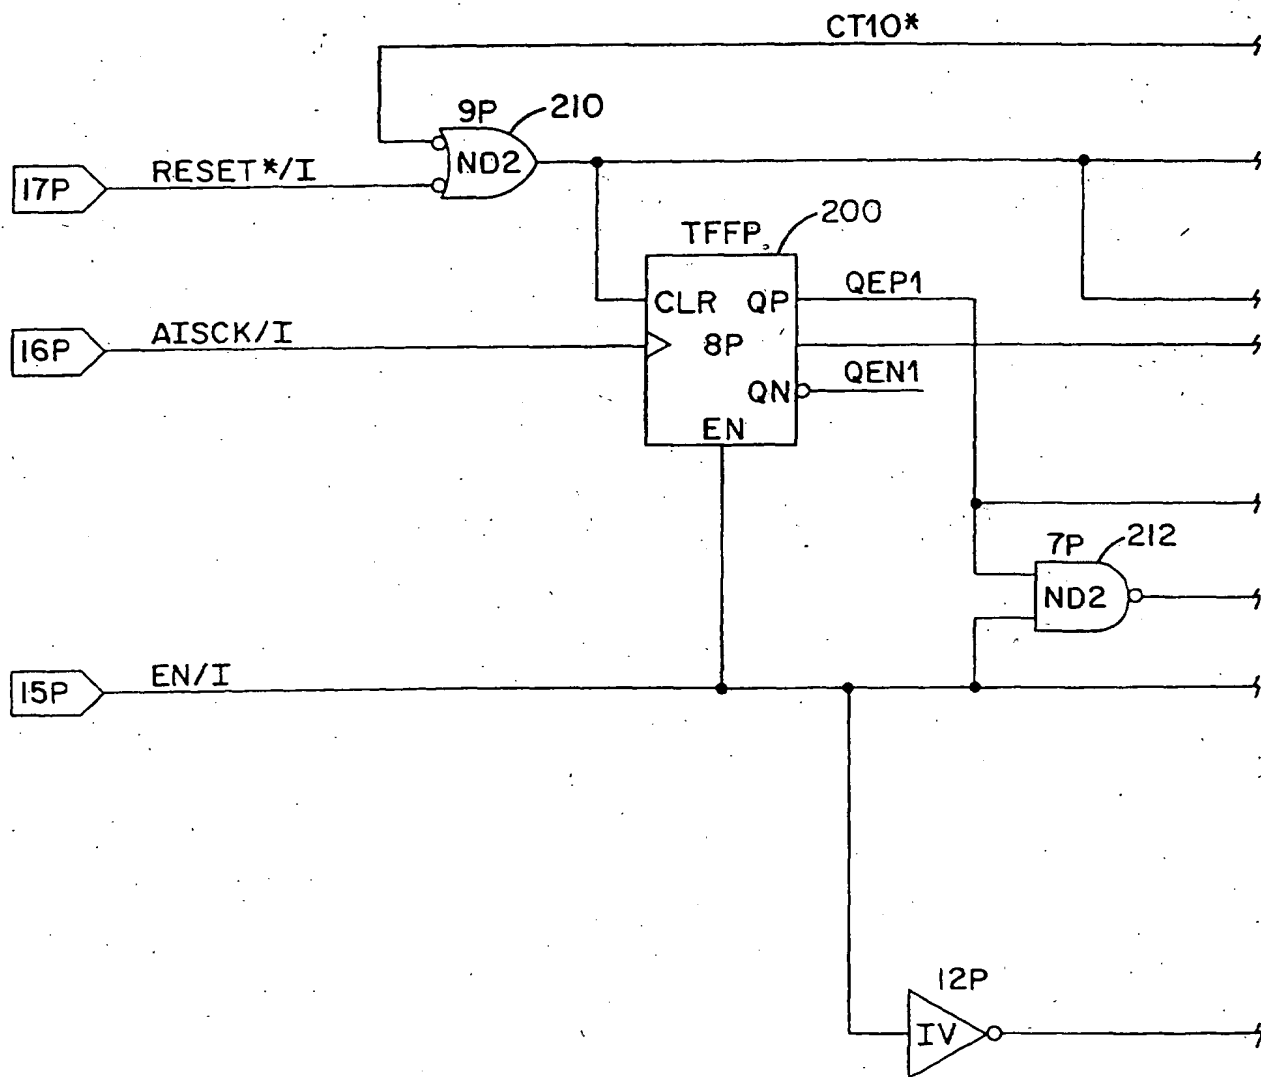 CT10*
9P 210
ND2
17P RESET*/I
TFFP 200
CLR QP QEP1
16P AISCK/I 8P
QN QEN1
EN
7P 212
ND2
15P EN/I
12P
IV